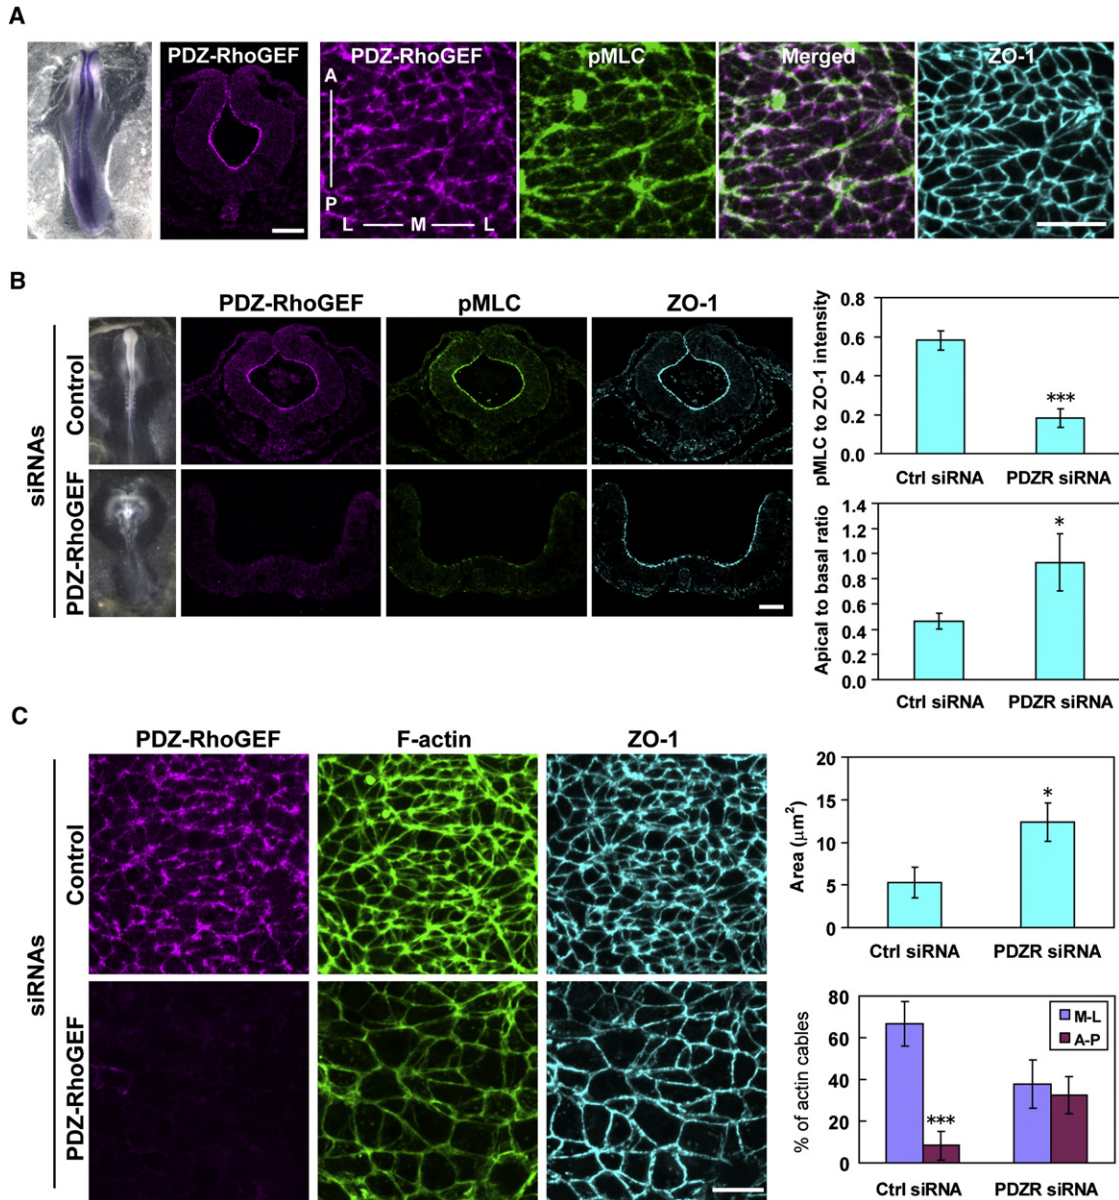 A
PDZ-RhoGEF
PDZ-RhoGEF
pMLC
Merged
ZO-1
A
P
L M L
B
PDZ-RhoGEF
pMLC
ZO-1
siRNAs
Control
PDZ-RhoGEF
pMLC to ZO-1 intensity
0.8
0.6
0.4
0.2
0.0
***
Ctrl siRNA
PDZR siRNA
Apical to basal ratio
1.4
1.2
1.0
0.8
0.6
0.4
0.2
0.0
*
Ctrl siRNA
PDZR siRNA
C
PDZ-RhoGEF
F-actin
ZO-1
siRNAs
Control
PDZ-RhoGEF
Area (μm²)
20
15
10
5
0
*
Ctrl siRNA
PDZR siRNA
% of actin cables
80
60
40
20
0
M-L
A-P
***
Ctrl siRNA
PDZR siRNA